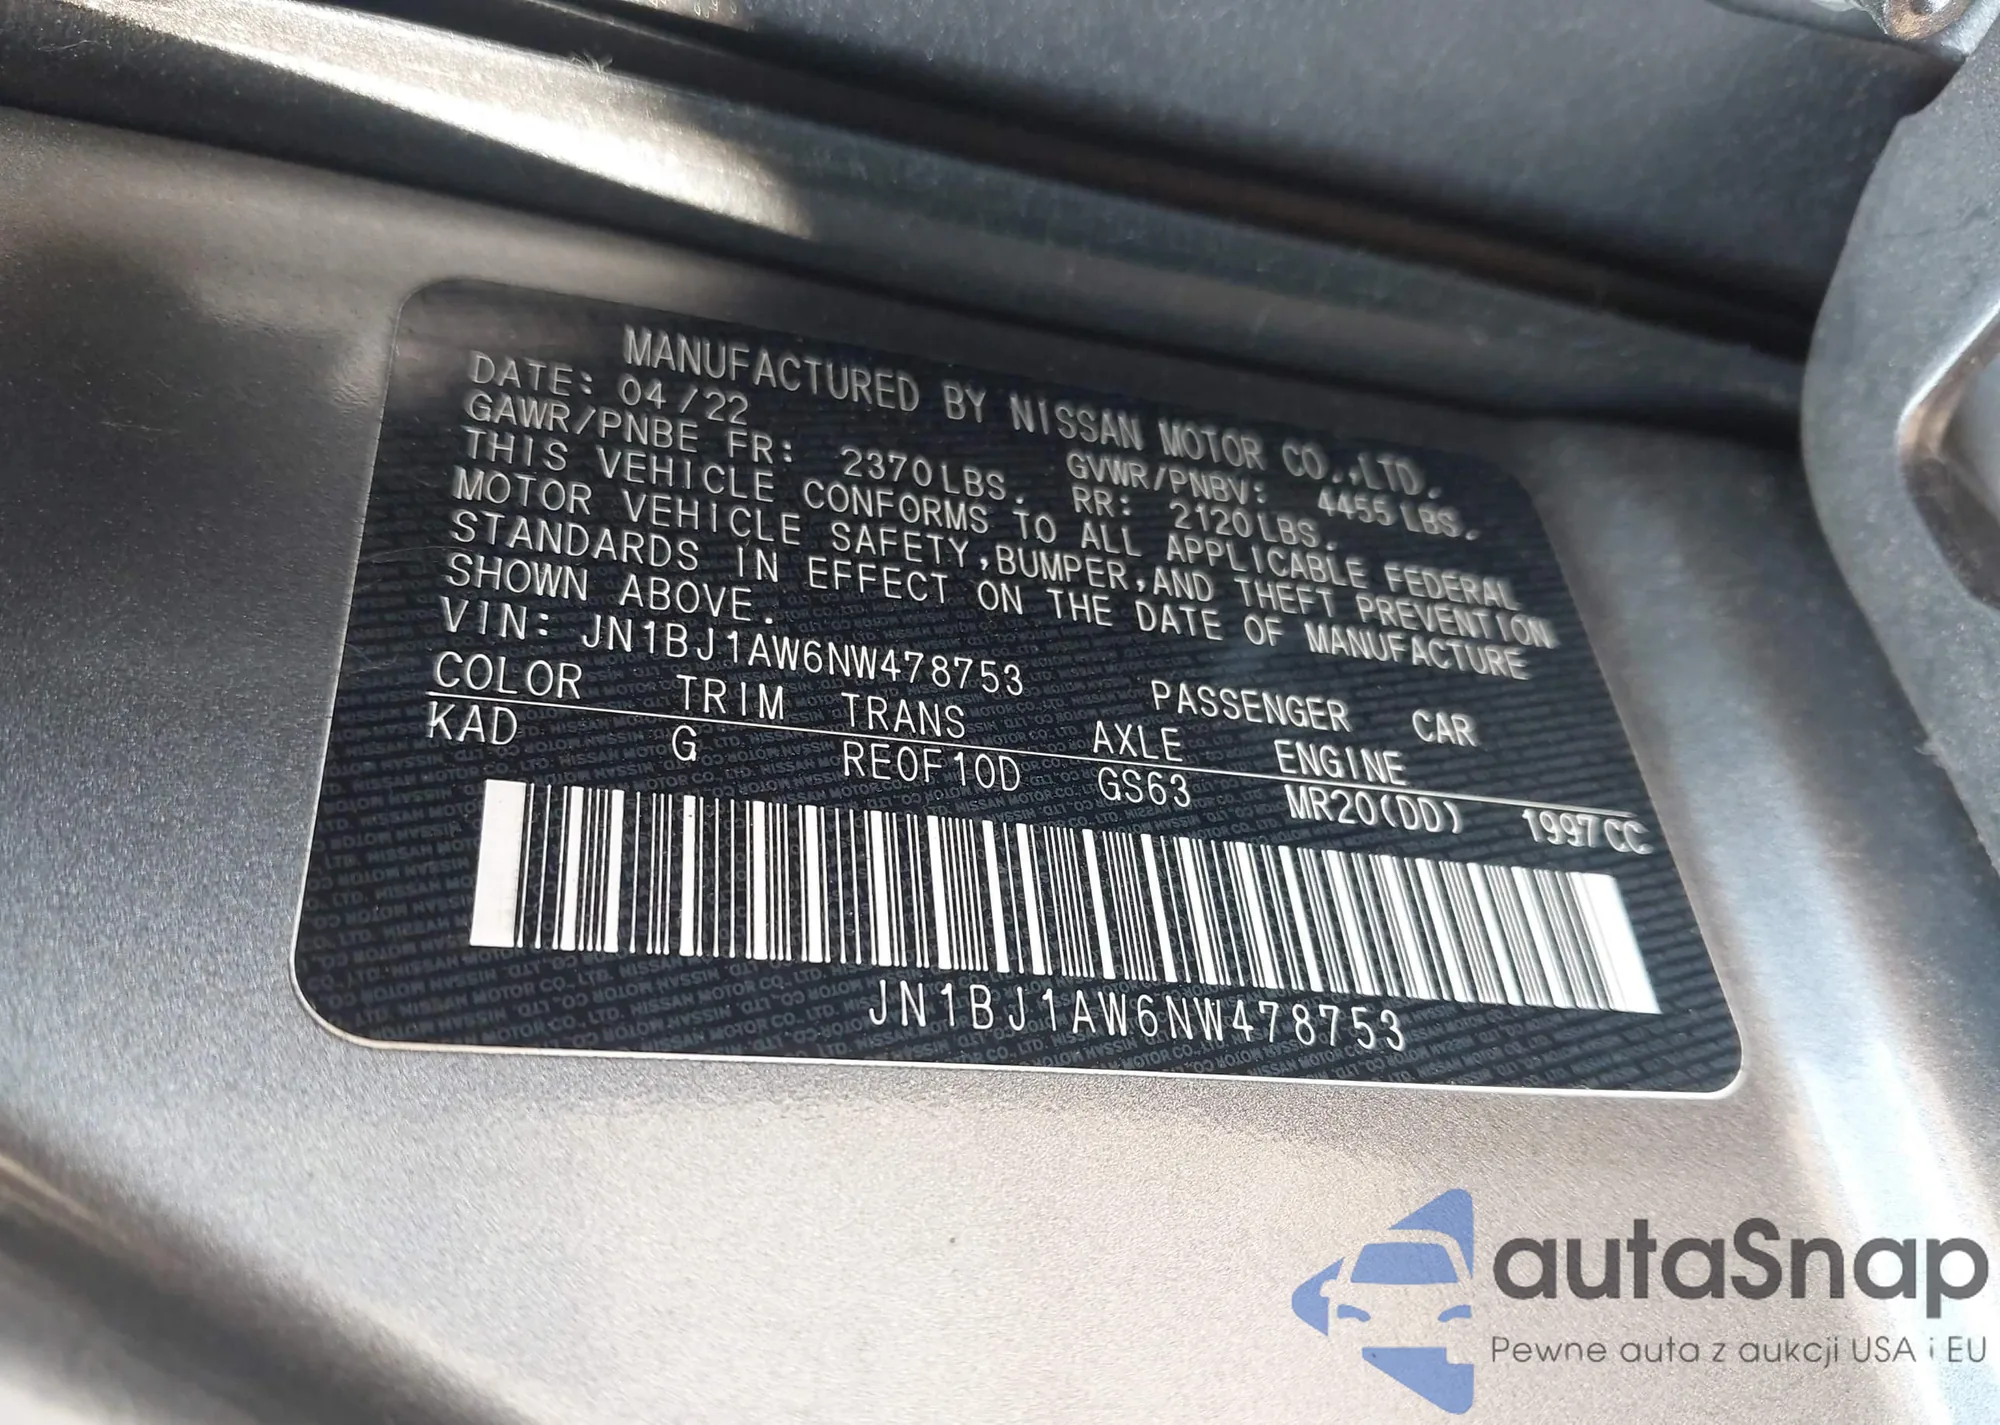 MANUFACTURED BY NISSAN MOTOR CO.,LTD.
DATE: 04/22 GVWR/PNBV: 4455LBS.
GAWR/PNBE FR: 2370LBS. RR: 2120LBS.
THIS VEHICLE CONFORMS TO ALL APPLICABLE FEDERAL
MOTOR VEHICLE SAFETY,BUMPER,AND THEFT PREVENTION
STANDARDS IN EFFECT ON THE DATE OF MANUFACTURE
SHOWN ABOVE.
VIN: JN1BJ1AW6NW478753 PASSENGER CAR
COLOR TRIM TRANS AXLE ENGINE
KAD G RE0F10D GS63 MR20(DD) 1997CC
JN1BJ1AW6NW478753
autaSnap
Pewne auta z aukcji USA i EU